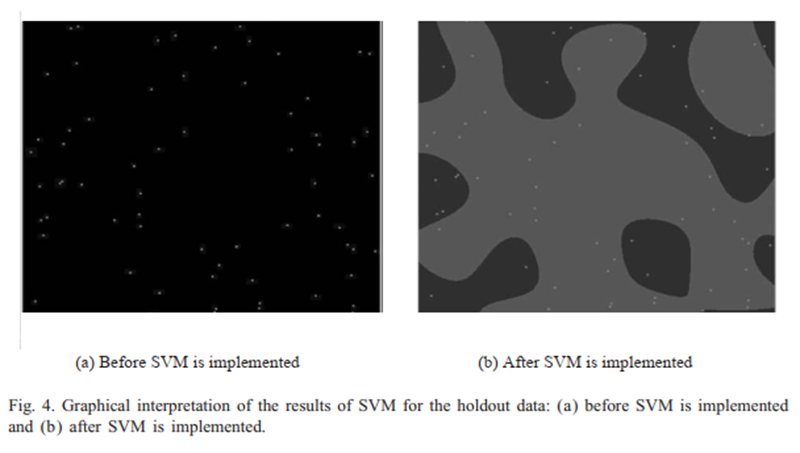 (a) Before SVM is implemented
(b) After SVM is implemented
Fig. 4. Graphical interpretation of the results of SVM for the holdout data: (a) before SVM is implemented
and (b) after SVM is implemented.